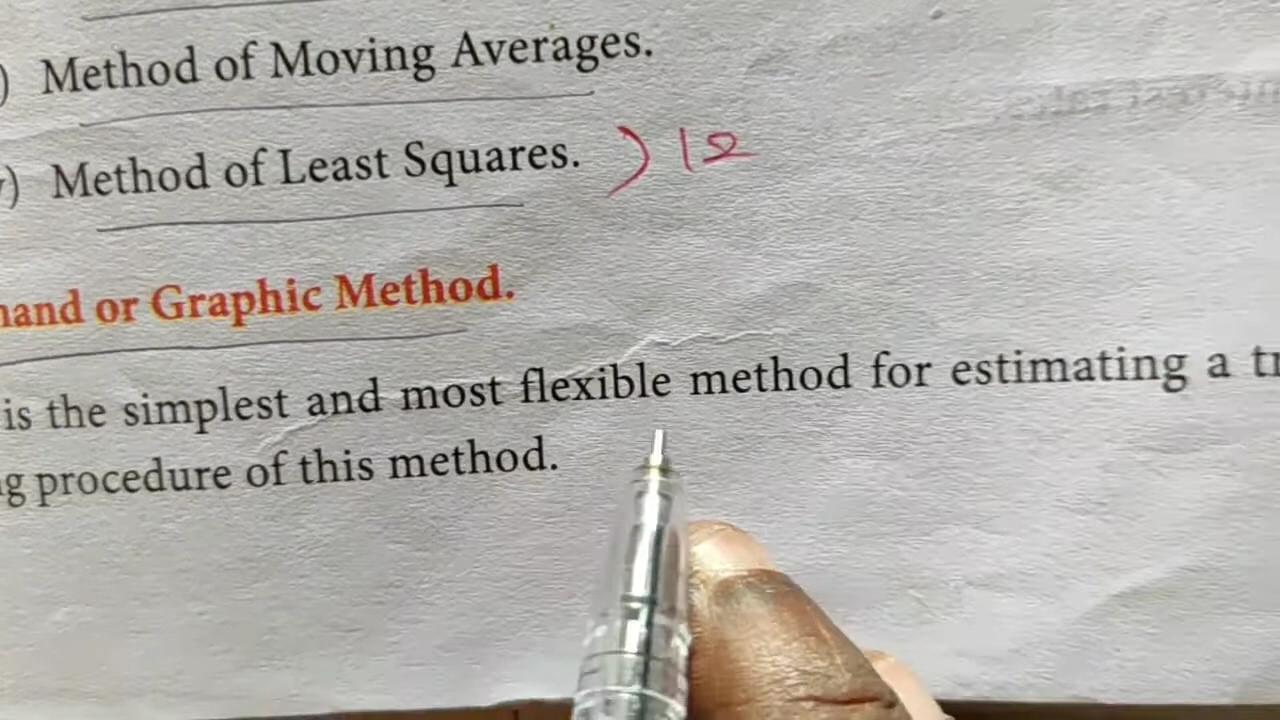 ) Method of Moving Averages.
) Method of Least Squares. ) 12
hand or Graphic Method.
is the simplest and most flexible method for estimating a
procedure of this method.